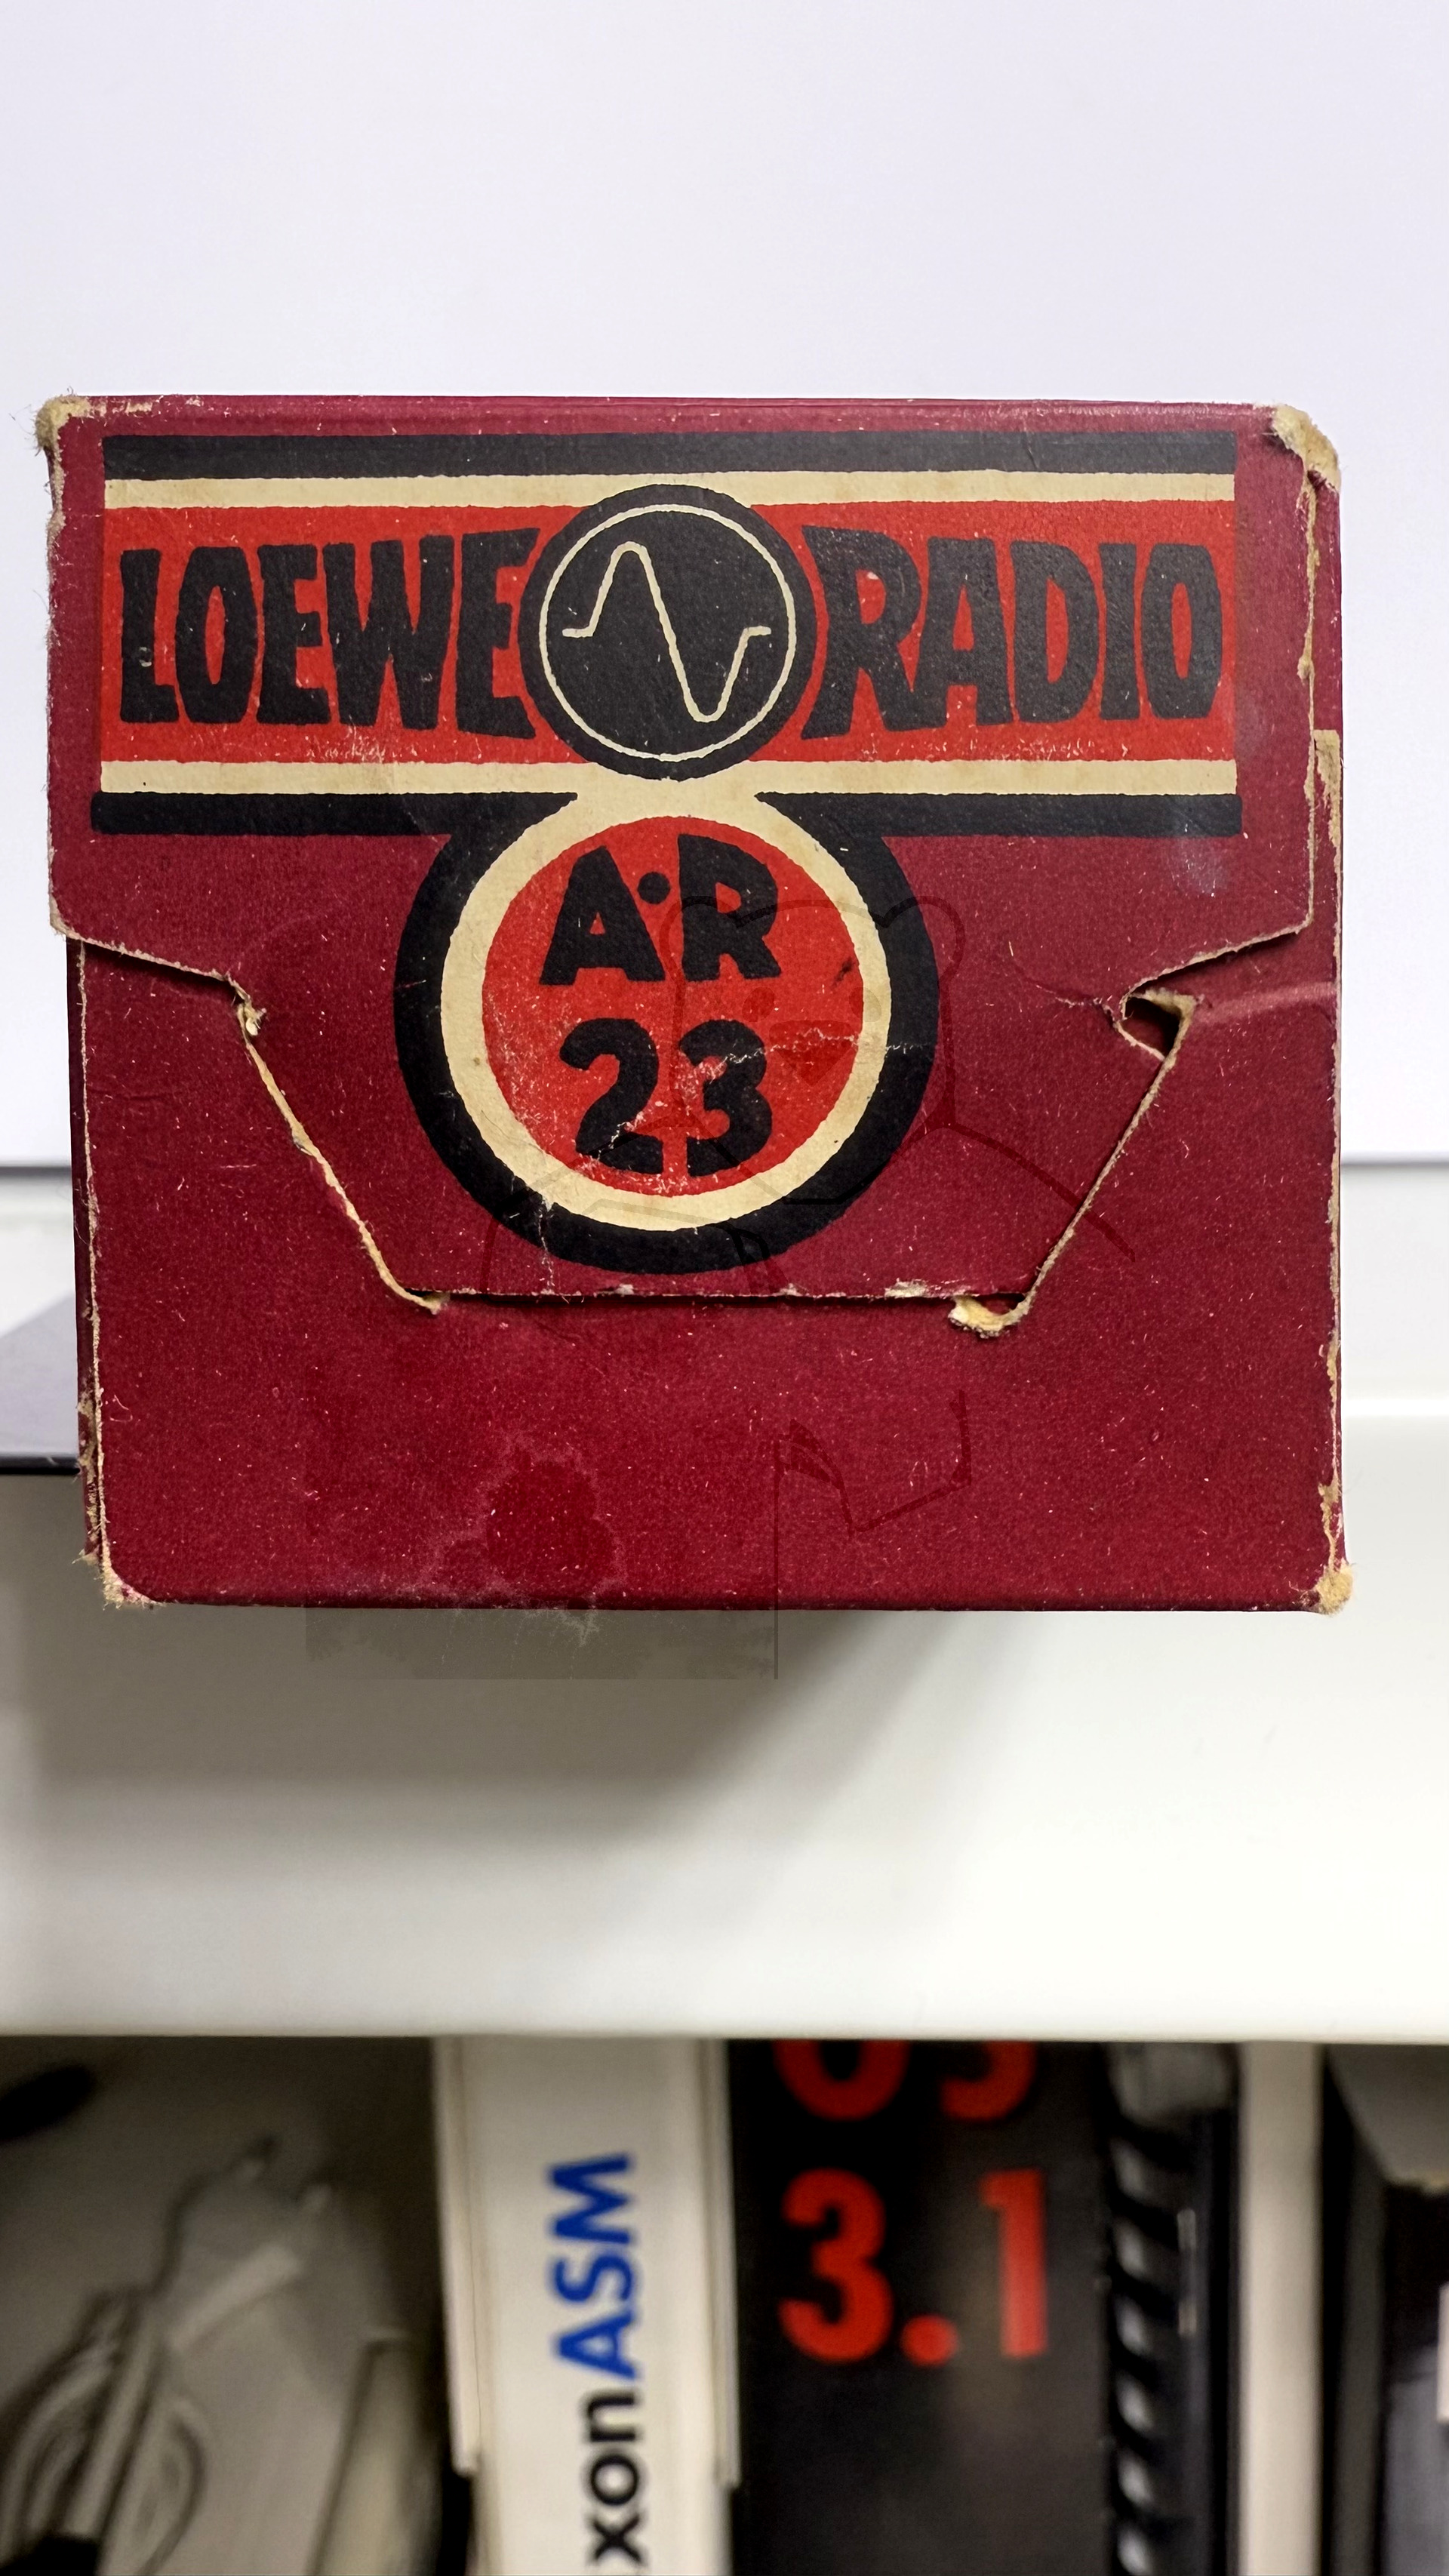 LOEWE RADIO
A·R
23
xonASM
3.1